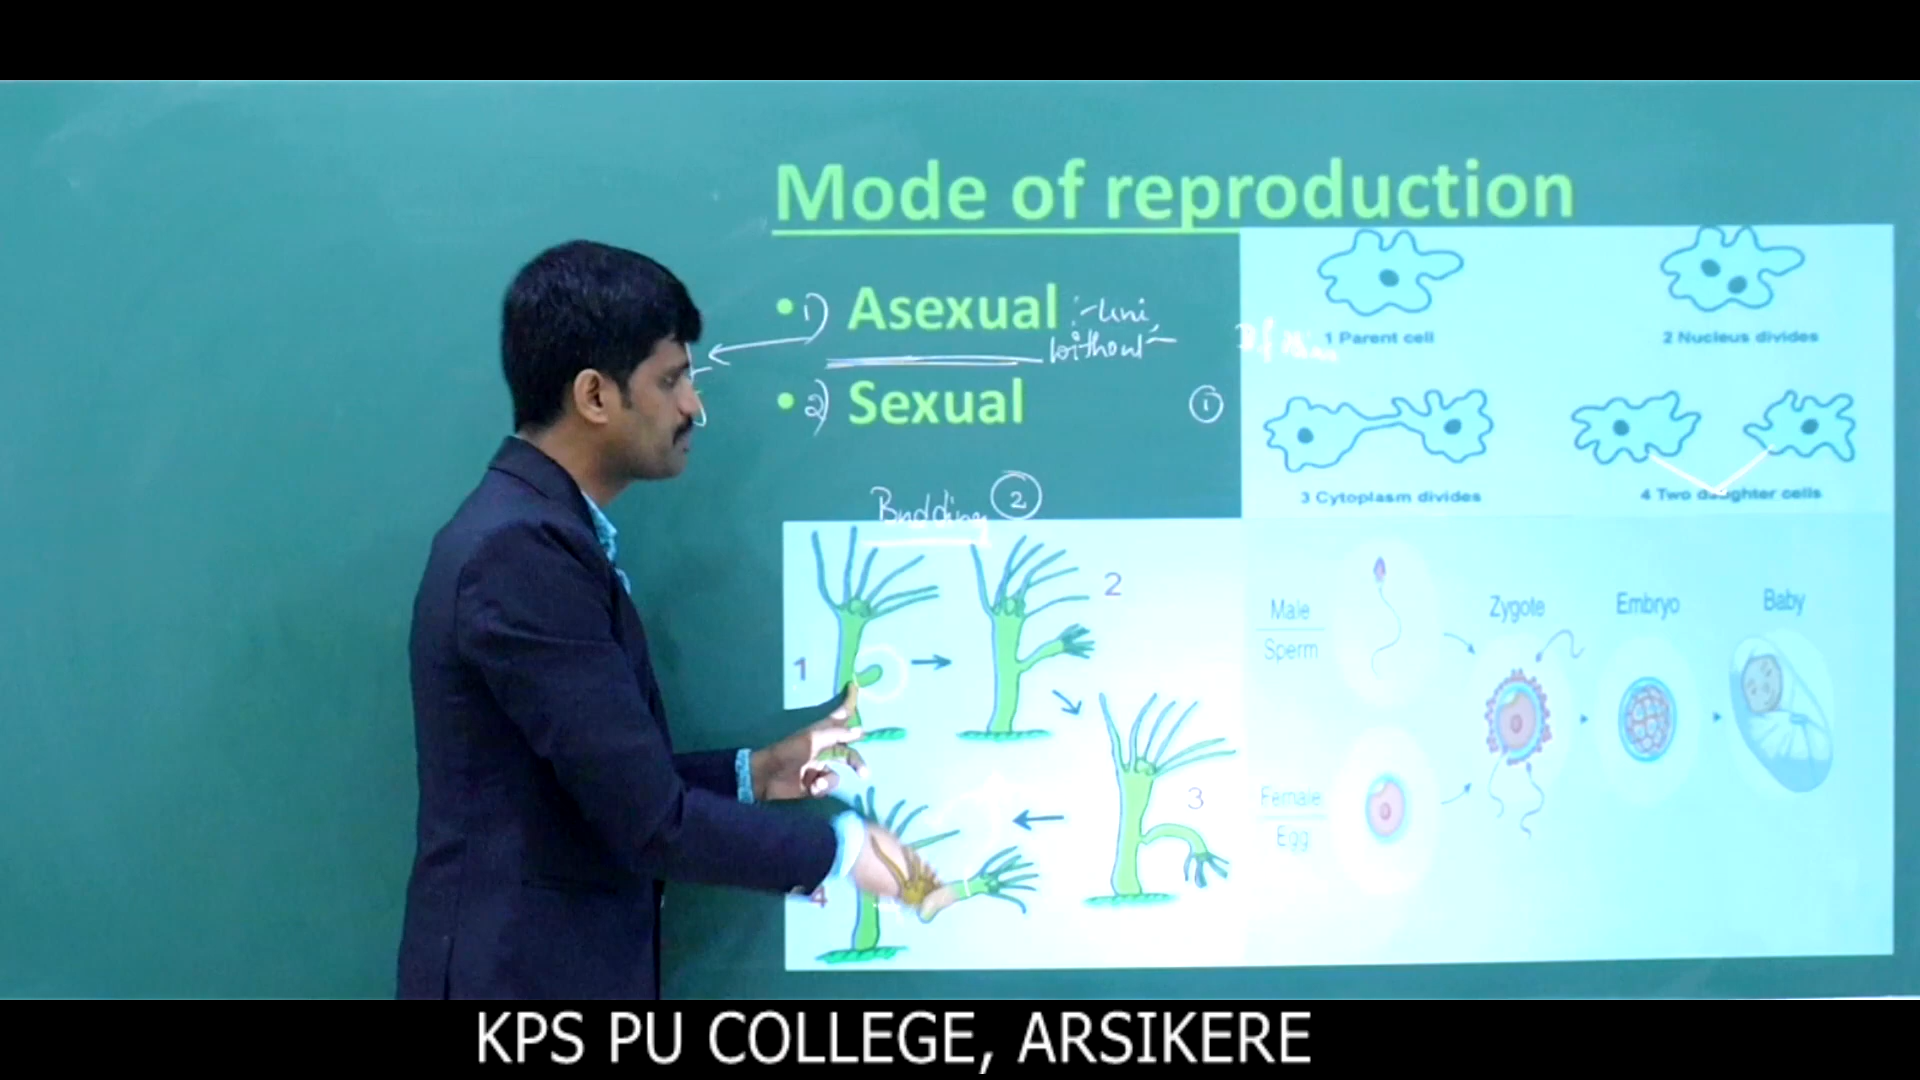 Mode of reproduction
• 1) Asexual :- Uni
without
• 2) Sexual
1
1 Parent cell
2 Nucleus divides
3 Cytoplasm divides
4 Two daughter cells
Budding 2
1
2
3
4
Male
Sperm
Zygote
Embryo
Baby
Female
Egg
KPS PU COLLEGE, ARSIKERE